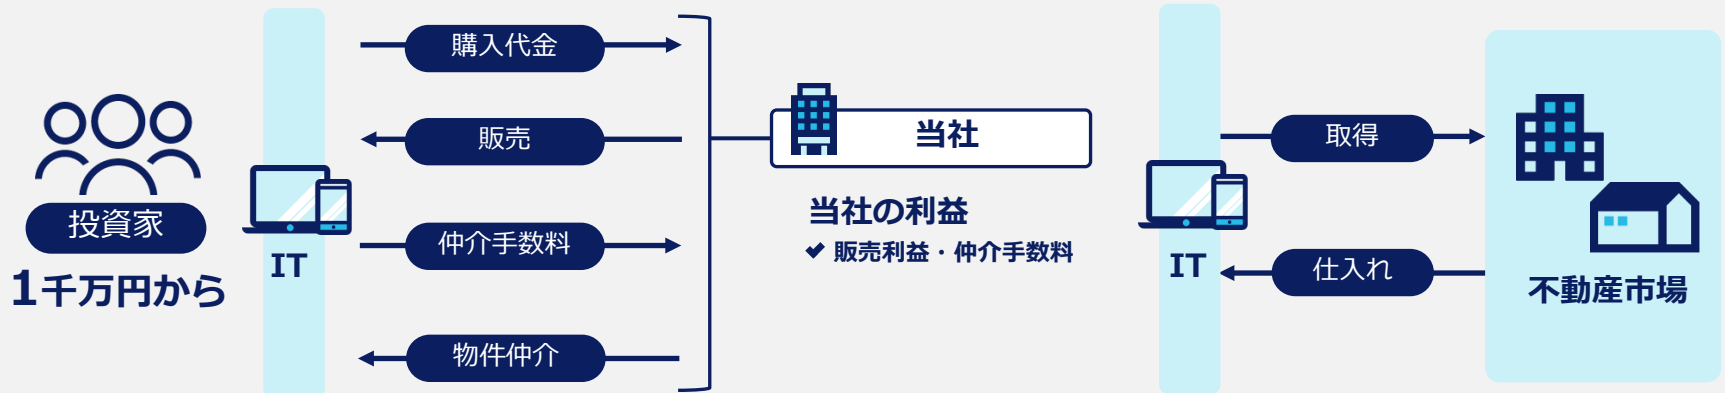 投資家
1千万円から
IT
購入代金
販売
仲介手数料
物件仲介
当社
当社の利益
販売利益・仲介手数料
IT
取得
仕入れ
不動産市場